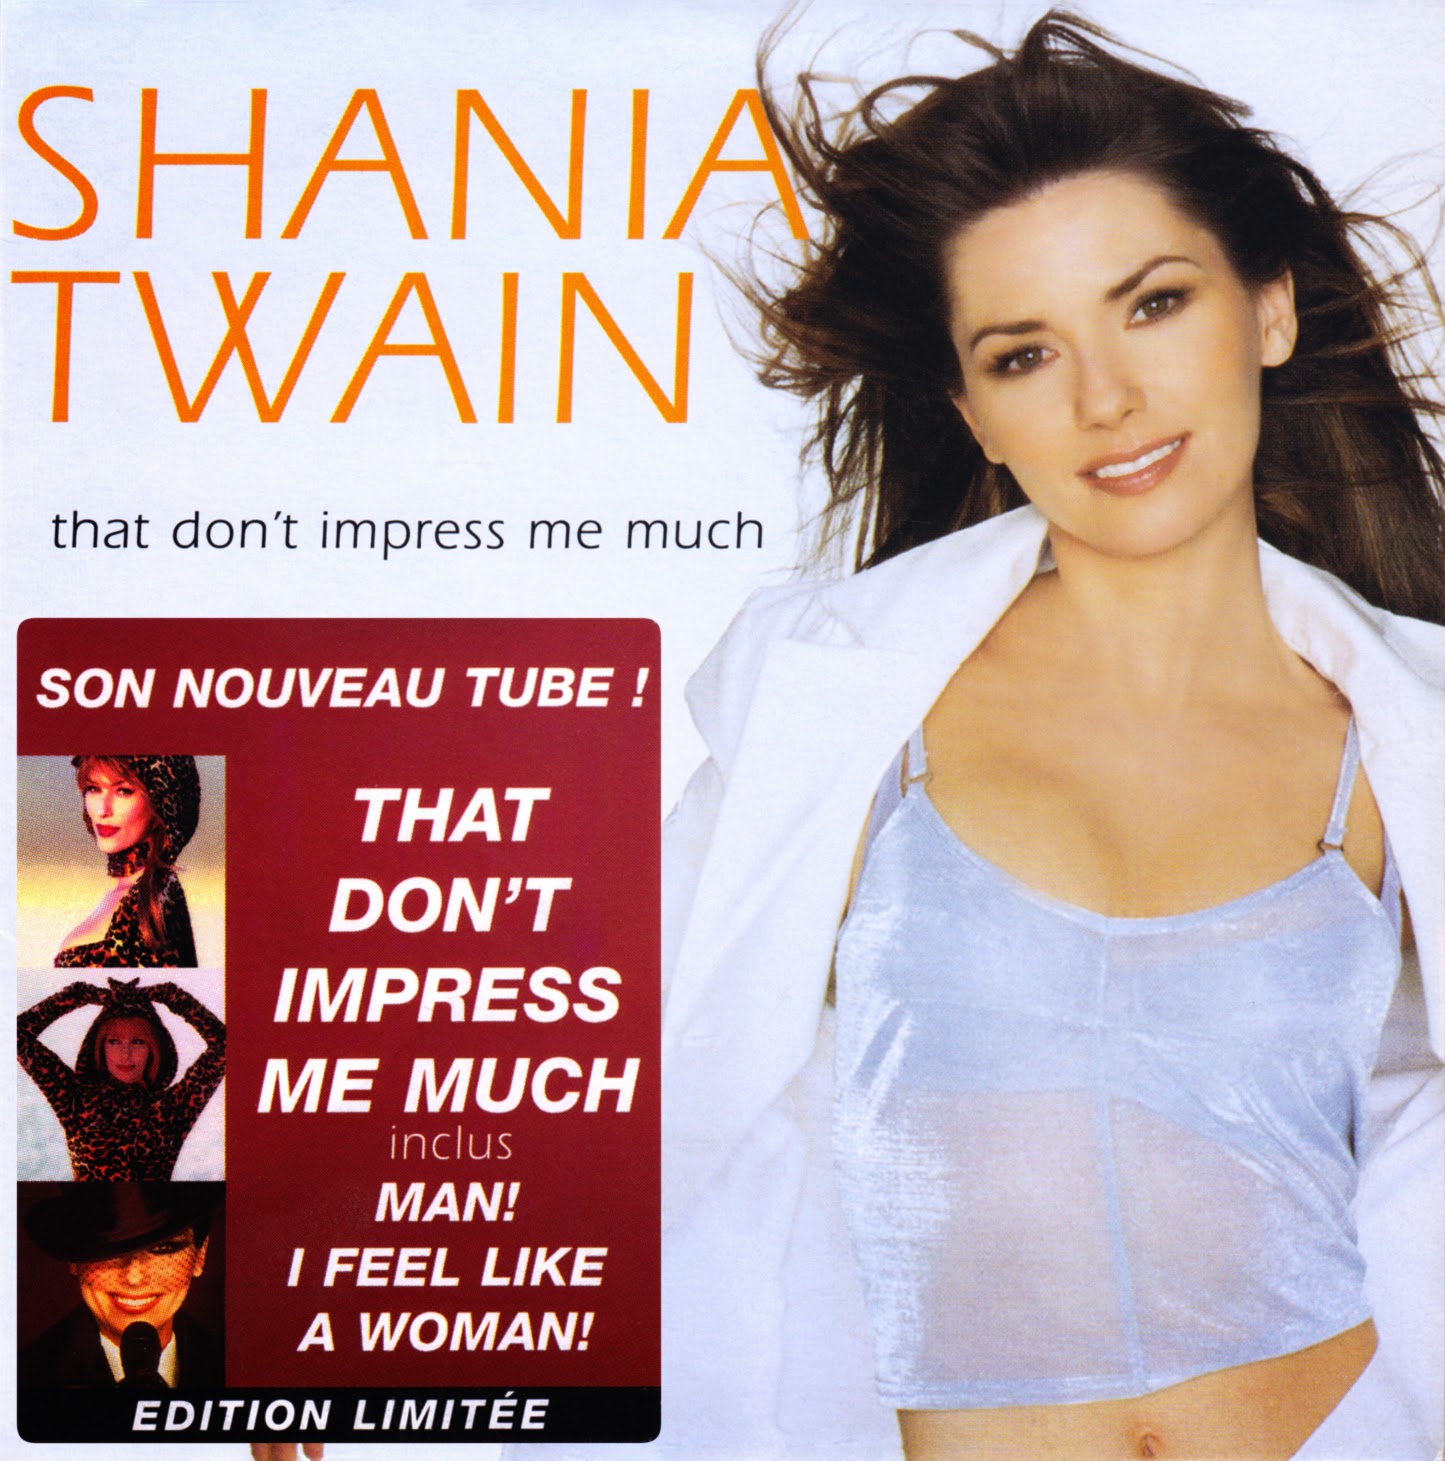 SHANIA
TWAIN
that don't impress me much
SON NOUVEAU TUBE !
THAT
DON'T
IMPRESS
ME MUCH
inclus
MAN!
I FEEL LIKE
A WOMAN!
EDITION LIMITÉE